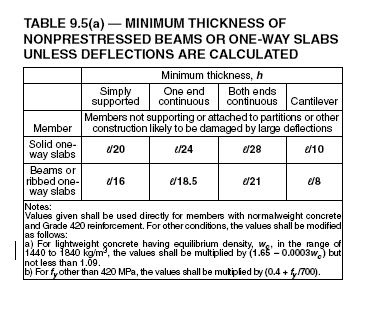 TABLE 9.5(a) — MINIMUM THICKNESS OF
NONPRESTRESSED BEAMS OR ONE-WAY SLABS
UNLESS DEFLECTIONS ARE CALCULATED
Minimum thickness, h
Simply supported One end continuous Both ends continuous Cantilever
Member
Members not supporting or attached to partitions or other
construction likely to be damaged by large deflections
Solid one-
way slabs ℓ/20 ℓ/24 ℓ/28 ℓ/10
Beams or
ribbed one-
way slabs ℓ/16 ℓ/18.5 ℓ/21 ℓ/8
Notes:
Values given shall be used directly for members with normalweight concrete
and Grade 420 reinforcement. For other conditions, the values shall be modified
as follows:
a) For lightweight concrete having equilibrium density, wc, in the range of
1440 to 1840 kg/m³, the values shall be multiplied by (1.65 – 0.0003wc) but
not less than 1.09.
b) For fy other than 420 MPa, the values shall be multiplied by (0.4 + fy/700).